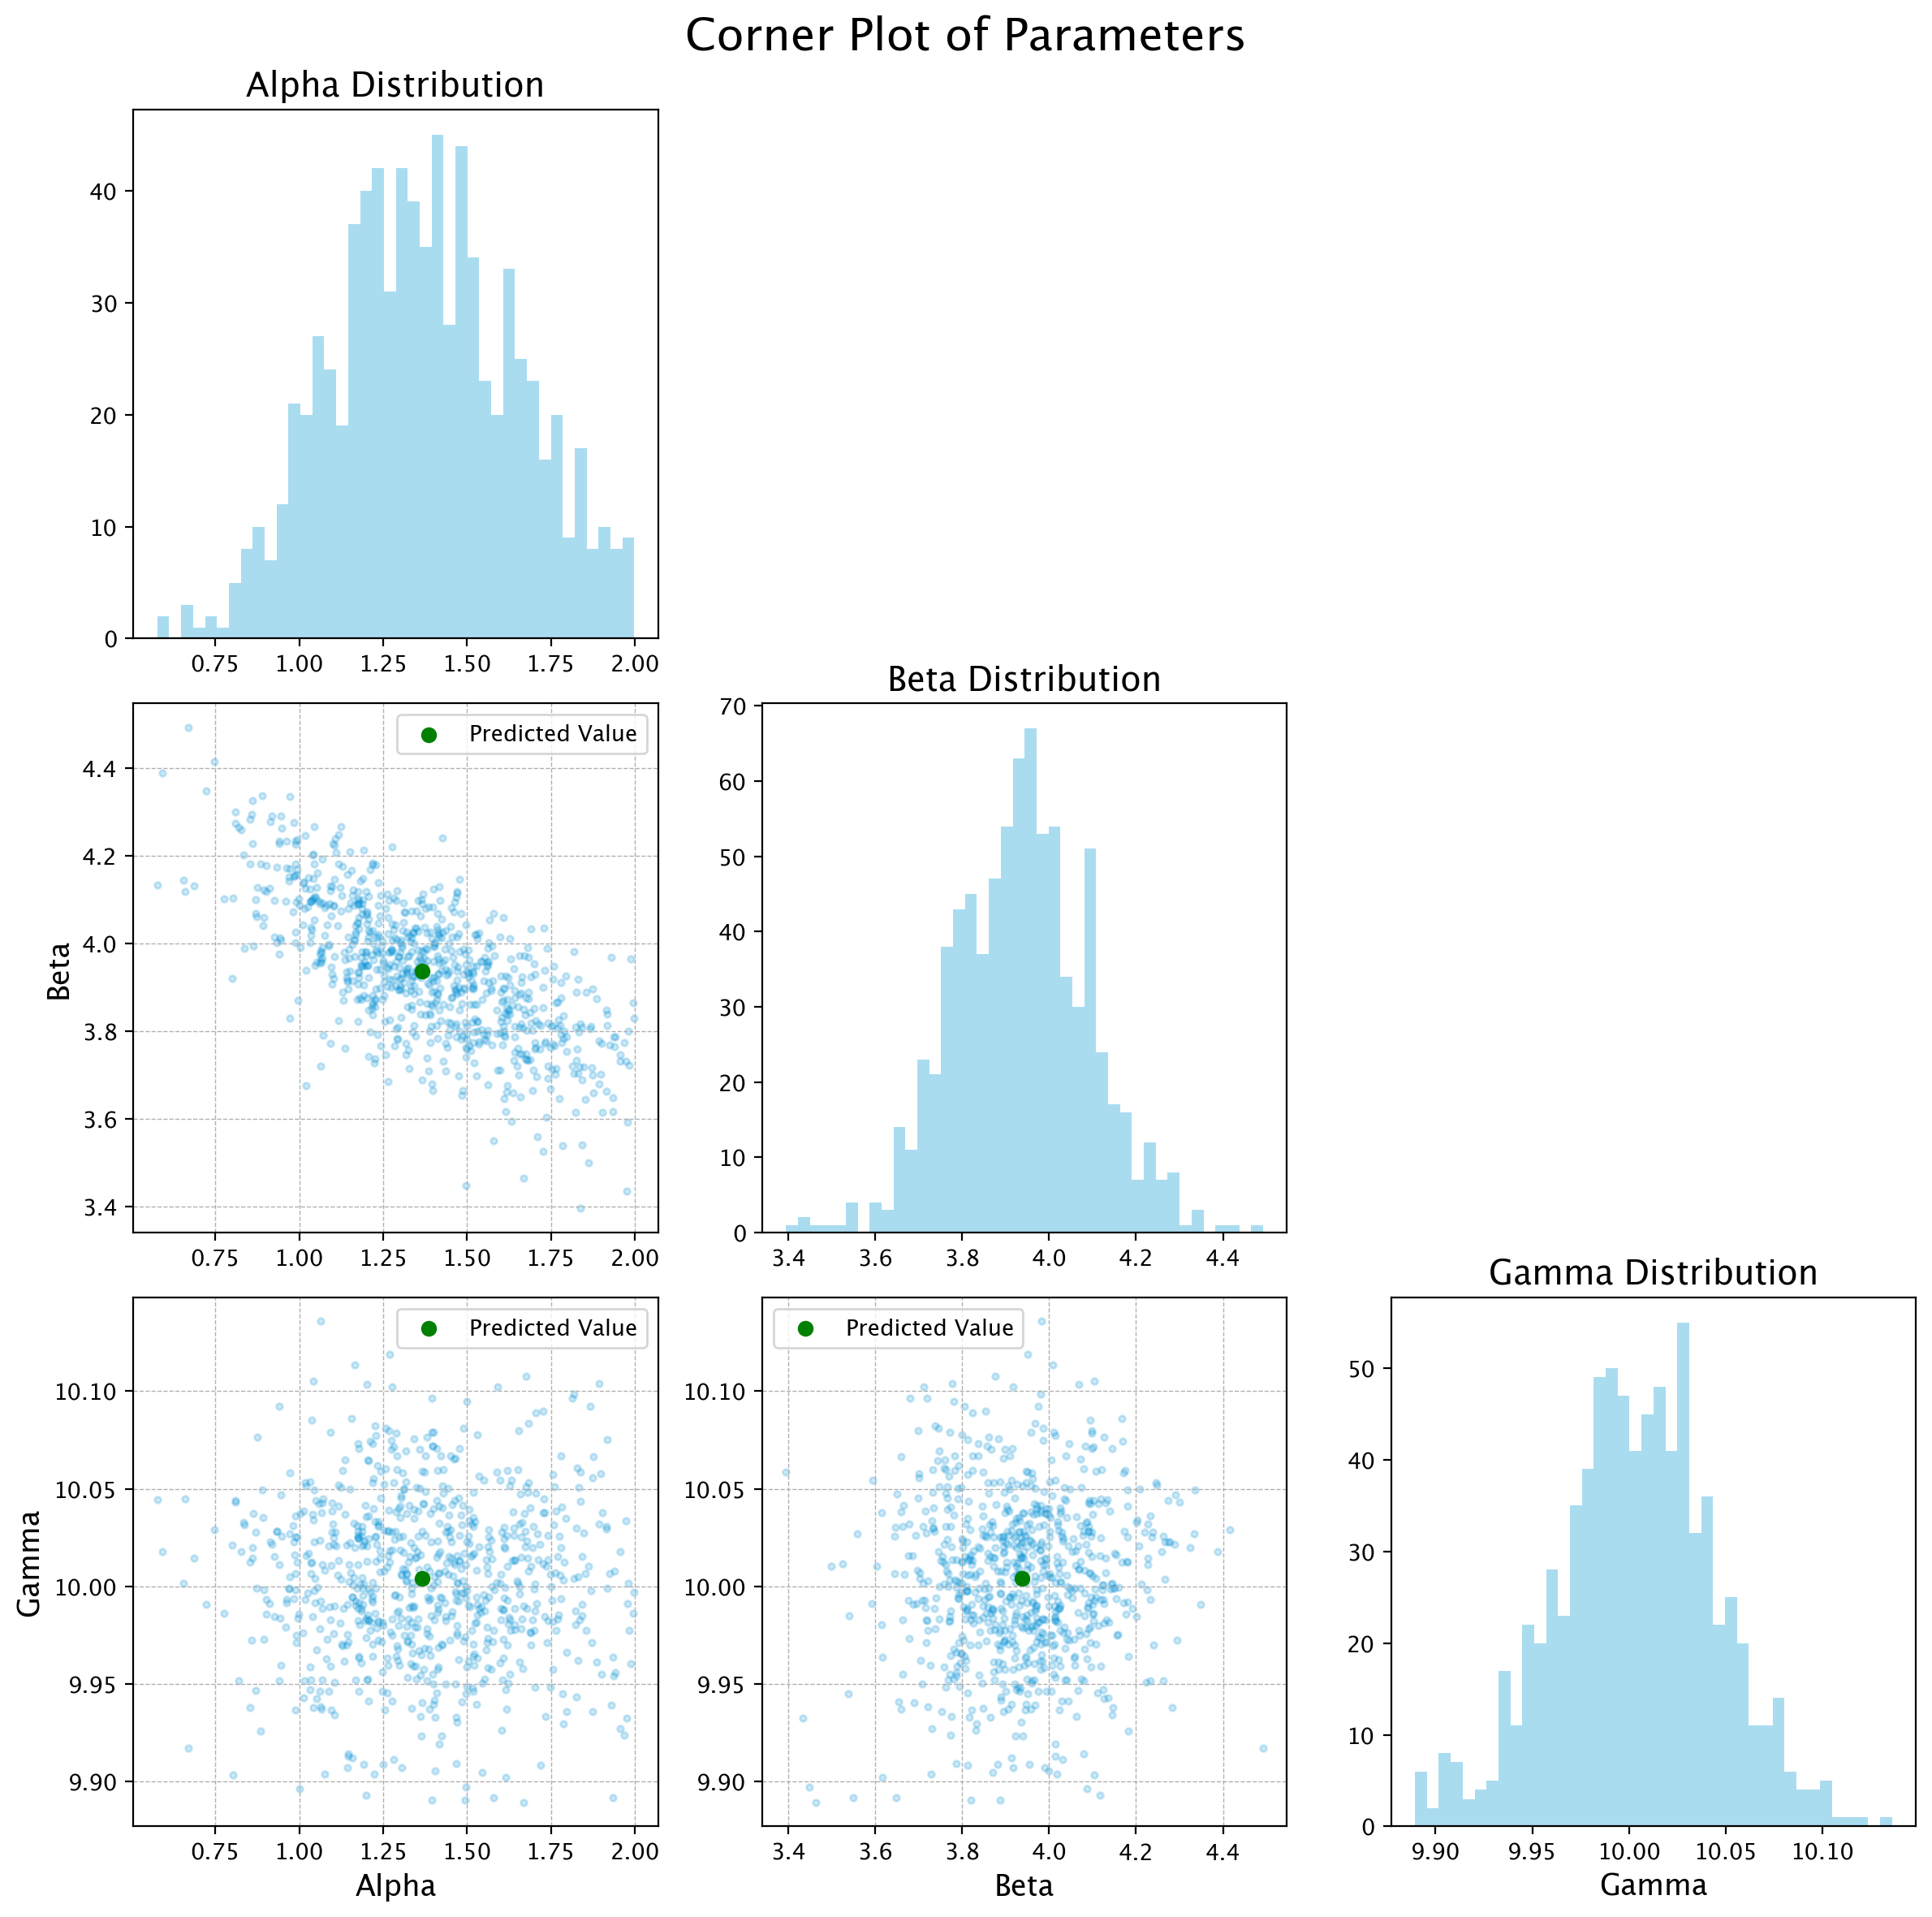 Corner Plot of Parameters
Alpha Distribution
40
30
20
10
0
0.75 1.00 1.25 1.50 1.75 2.00
Beta
4.4
4.2
4.0
3.8
3.6
3.4
Predicted Value
0.75 1.00 1.25 1.50 1.75 2.00
Beta Distribution
70
60
50
40
30
20
10
0
3.4 3.6 3.8 4.0 4.2 4.4
Gamma
10.10
10.05
10.00
9.95
9.90
Predicted Value
0.75 1.00 1.25 1.50 1.75 2.00
Alpha
10.10
10.05
10.00
9.95
9.90
Predicted Value
3.4 3.6 3.8 4.0 4.2 4.4
Beta
Gamma Distribution
50
40
30
20
10
0
9.90 9.95 10.00 10.05 10.10
Gamma